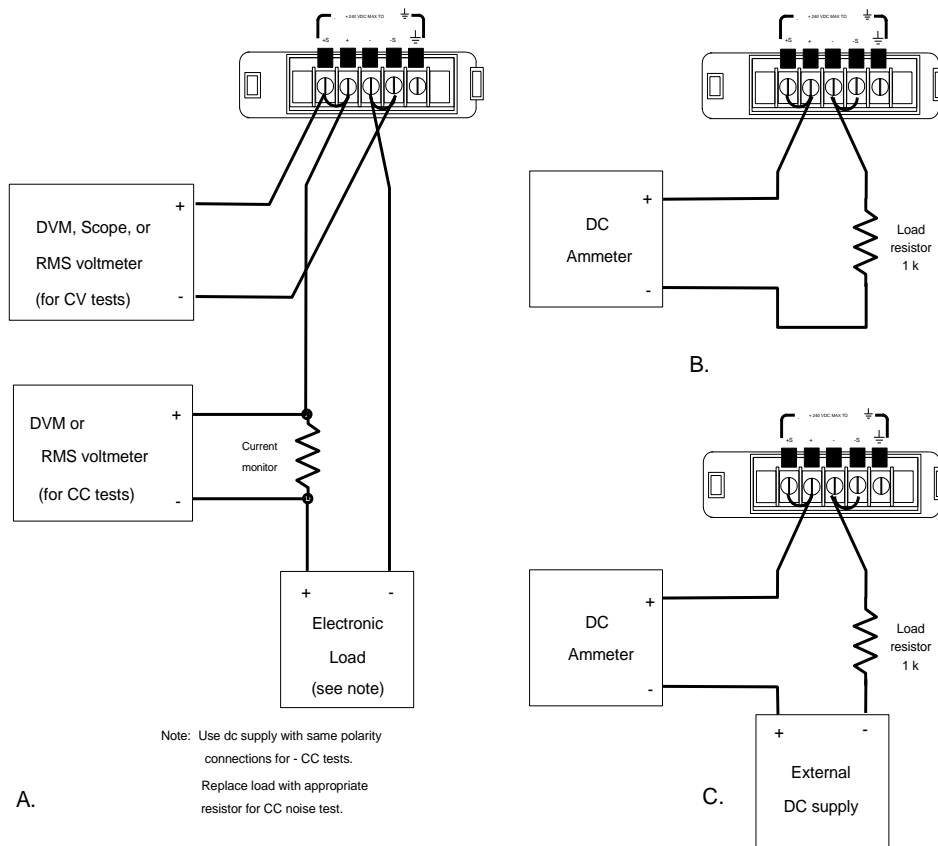 + 240 VDC MAX TO
+S + - -S
+
DVM, Scope, or
RMS voltmeter
(for CV tests)
-
+
DVM or
RMS voltmeter
(for CC tests)
-
Current
monitor
+ -
Electronic
Load
(see note)
Note: Use dc supply with same polarity
connections for - CC tests.
Replace load with appropriate
resistor for CC noise test.
A.
+ 240 VDC MAX TO
+S + - -S
+
DC
Ammeter
-
Load
resistor
1 k
B.
+ 240 VDC MAX TO
+S + - -S
+
DC
Ammeter
-
Load
resistor
1 k
+ -
External
DC supply
C.